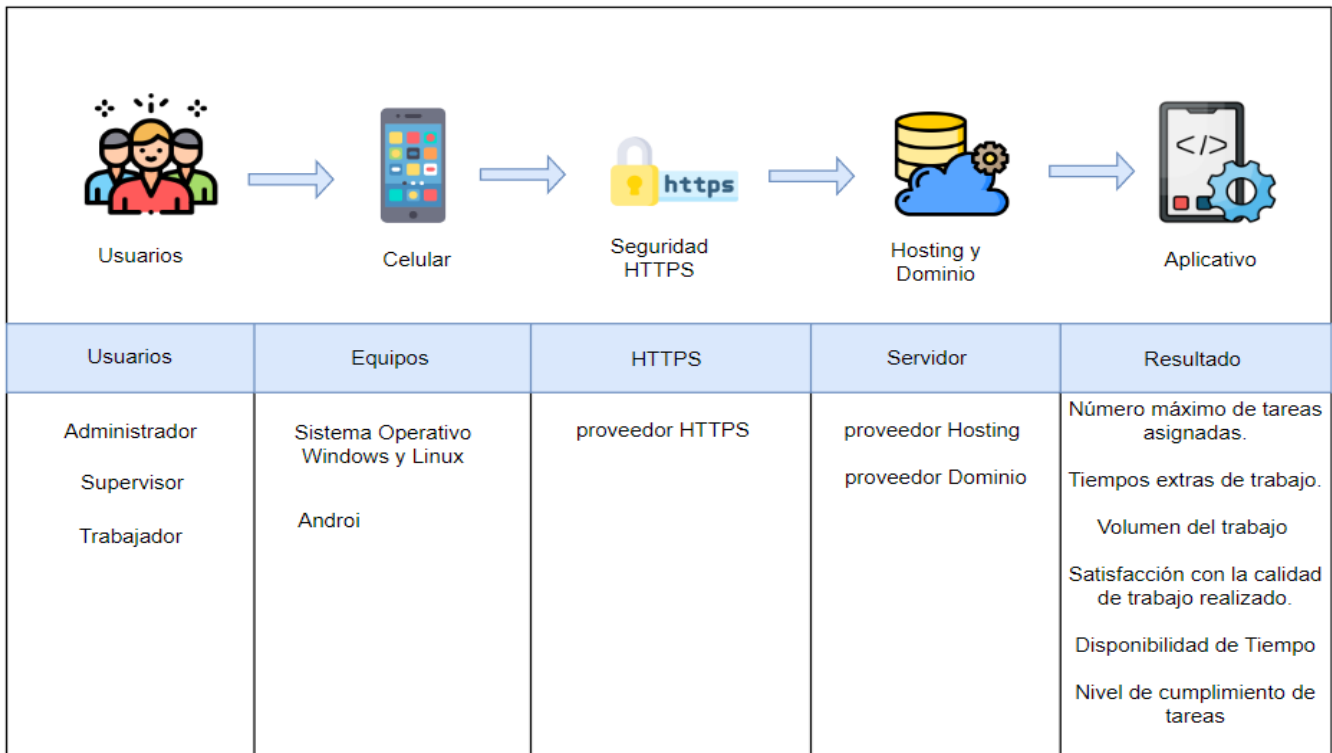 </>
https
Usuarios
Celular
Seguridad
HTTPS
Hosting y
Dominio
Aplicativo
Usuarios
Equipos
HTTPS
Servidor
Resultado
Administrador
Supervisor
Trabajador
Sistema Operativo
Windows y Linux
Androi
proveedor HTTPS
proveedor Hosting
proveedor Dominio
Número máximo de tareas
asignadas.
Tiempos extras de trabajo.
Volumen del trabajo
Satisfacción con la calidad
de trabajo realizado.
Disponibilidad de Tiempo
Nivel de cumplimiento de
tareas